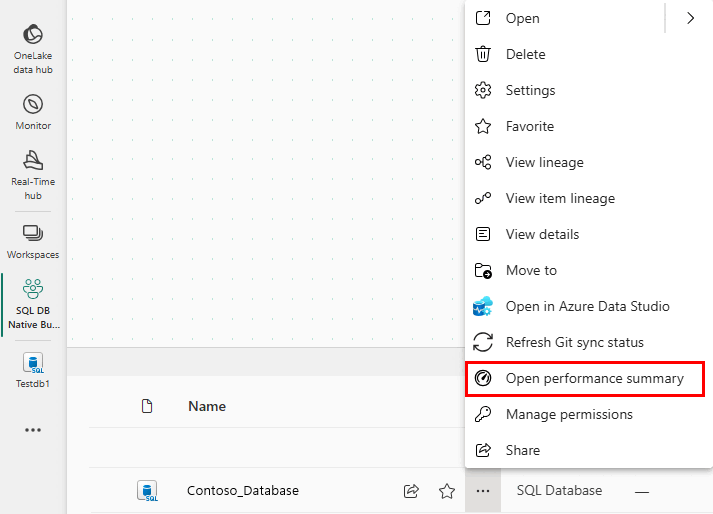 OneLake
data hub
Monitor
Real-Time
hub
Workspaces
SQL DB
Native Bu...
SQL
Testdb1
Open
Delete
Settings
Favorite
View lineage
View item lineage
View details
Move to
Open in Azure Data Studio
Refresh Git sync status
Open performance summary
Manage permissions
Share
Name
SQL
Contoso_Database
SQL Database
—